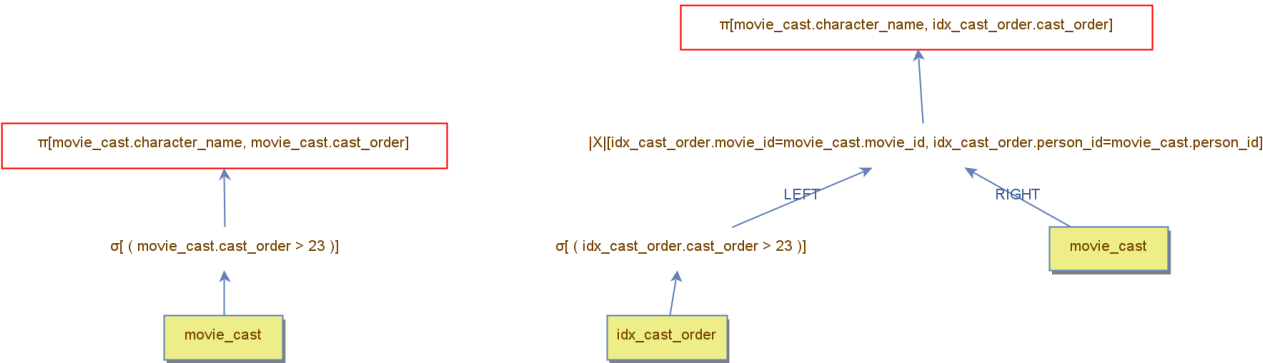 π[movie_cast.character_name, movie_cast.cast_order]
σ[ ( movie_cast.cast_order > 23 )]
movie_cast
π[movie_cast.character_name, idx_cast_order.cast_order]
|X|[idx_cast_order.movie_id=movie_cast.movie_id, idx_cast_order.person_id=movie_cast.person_id]
LEFT
RIGHT
σ[ ( idx_cast_order.cast_order > 23 )]
movie_cast
idx_cast_order